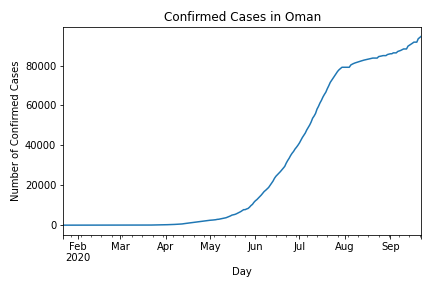 Confirmed Cases in Oman
Number of Confirmed Cases
80000
60000
40000
20000
0
Feb Mar Apr May Jun Jul Aug Sep
2020
Day